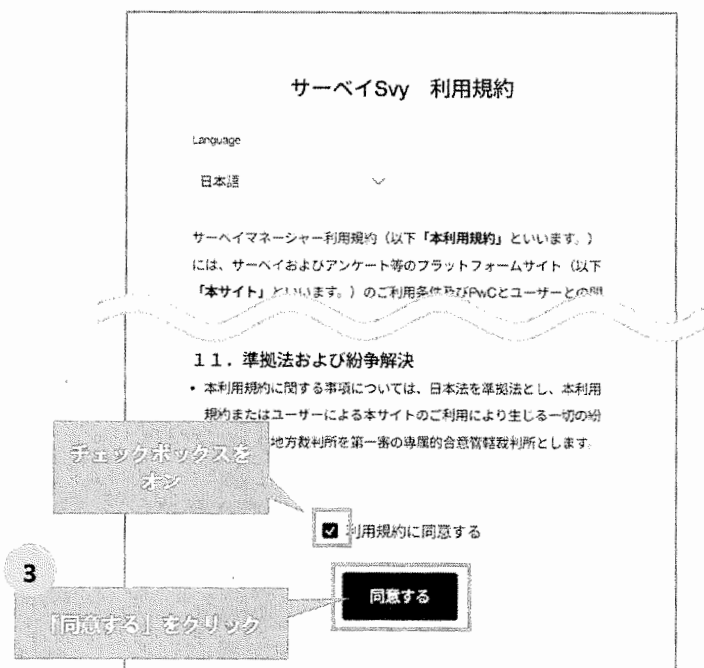 サーベイSvy 利用規約
Language
日本語
サーベイマネージャー利用規約（以下「本利用規約」といいます。）
には、サーベイおよびアンケート等のプラットフォームサイト（以下
「本サイト」といいます。）のご利用条件及びPwCとユーザーとの関
１１．準拠法および紛争解決
• 本利用規約に関する事項については、日本法を準拠法とし、本利用
規約またはユーザーによる本サイトのご利用により生じる一切の紛
地方裁判所を第一審の専属的合意管轄裁判所とします。
チェックボックスを
オン
利用規約に同意する
3
同意する
「同意する」をクリック